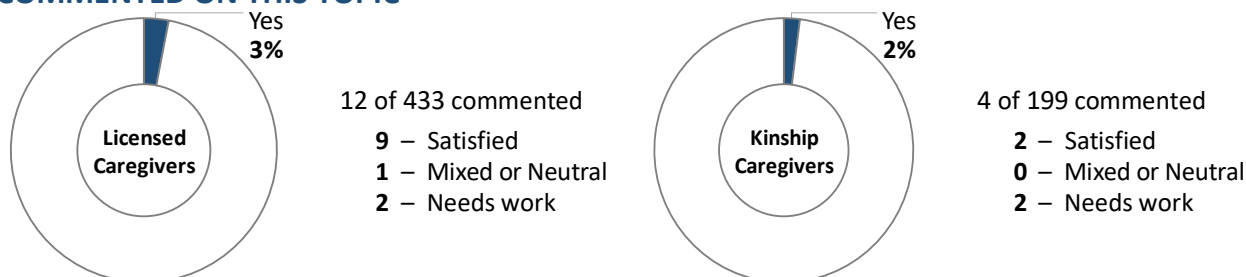 COMMENTED ON THIS TOPIC
Yes
3%
Licensed
Caregivers
12 of 433 commented
9 – Satisfied
1 – Mixed or Neutral
2 – Needs work
Yes
2%
Kinship
Caregivers
4 of 199 commented
2 – Satisfied
0 – Mixed or Neutral
2 – Needs work